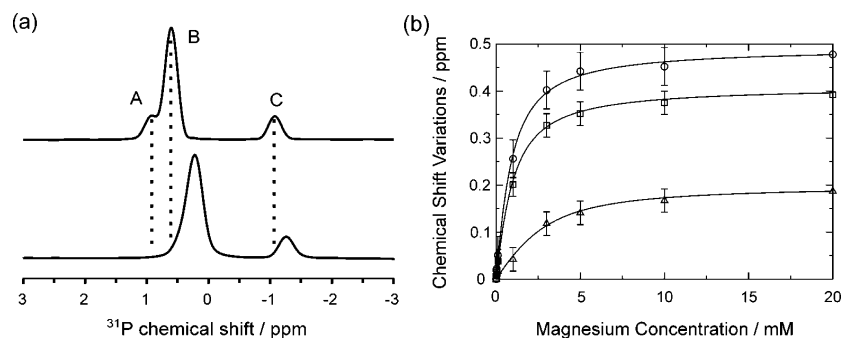 (a)
B
A
C
3 2 1 0 -1 -2 -3
³¹P chemical shift / ppm
(b)
Chemical Shift Variations / ppm
0.5
0.4
0.3
0.2
0.1
0
0 5 10 15 20
Magnesium Concentration / mM